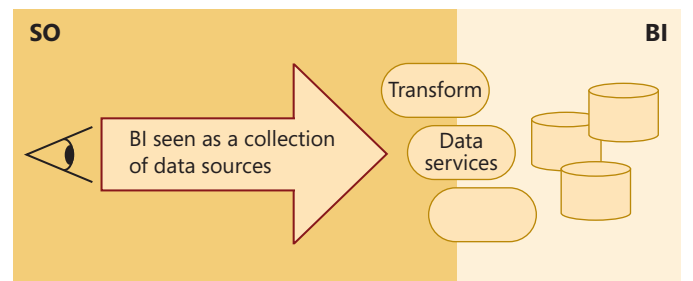 SO
BI
BI seen as a collection
of data sources
Transform
Data
services